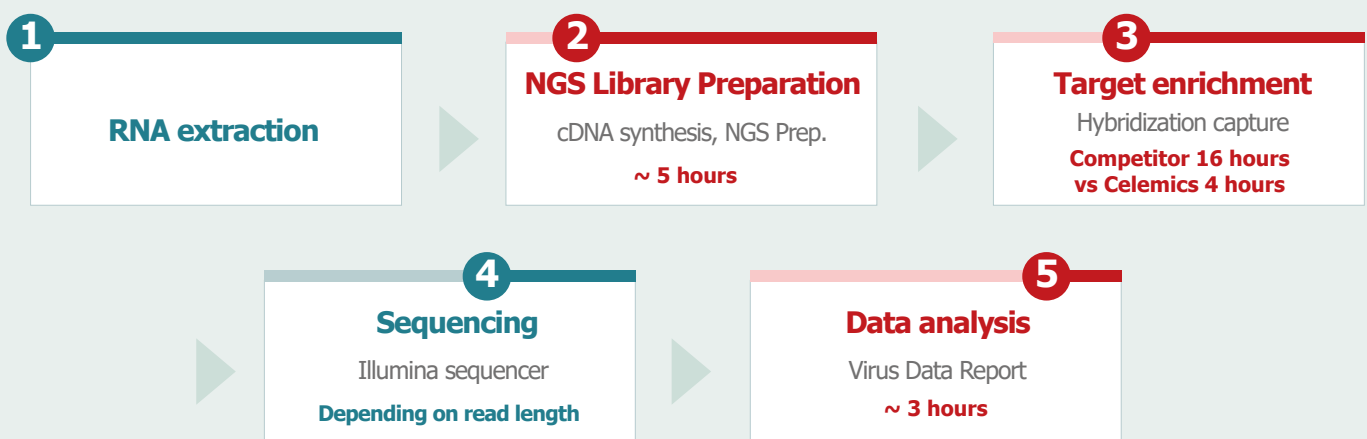 1
RNA extraction
2
NGS Library Preparation
cDNA synthesis, NGS Prep.
~ 5 hours
3
Target enrichment
Hybridization capture
Competitor 16 hours
vs Celemics 4 hours
4
Sequencing
Illumina sequencer
Depending on read length
5
Data analysis
Virus Data Report
~ 3 hours